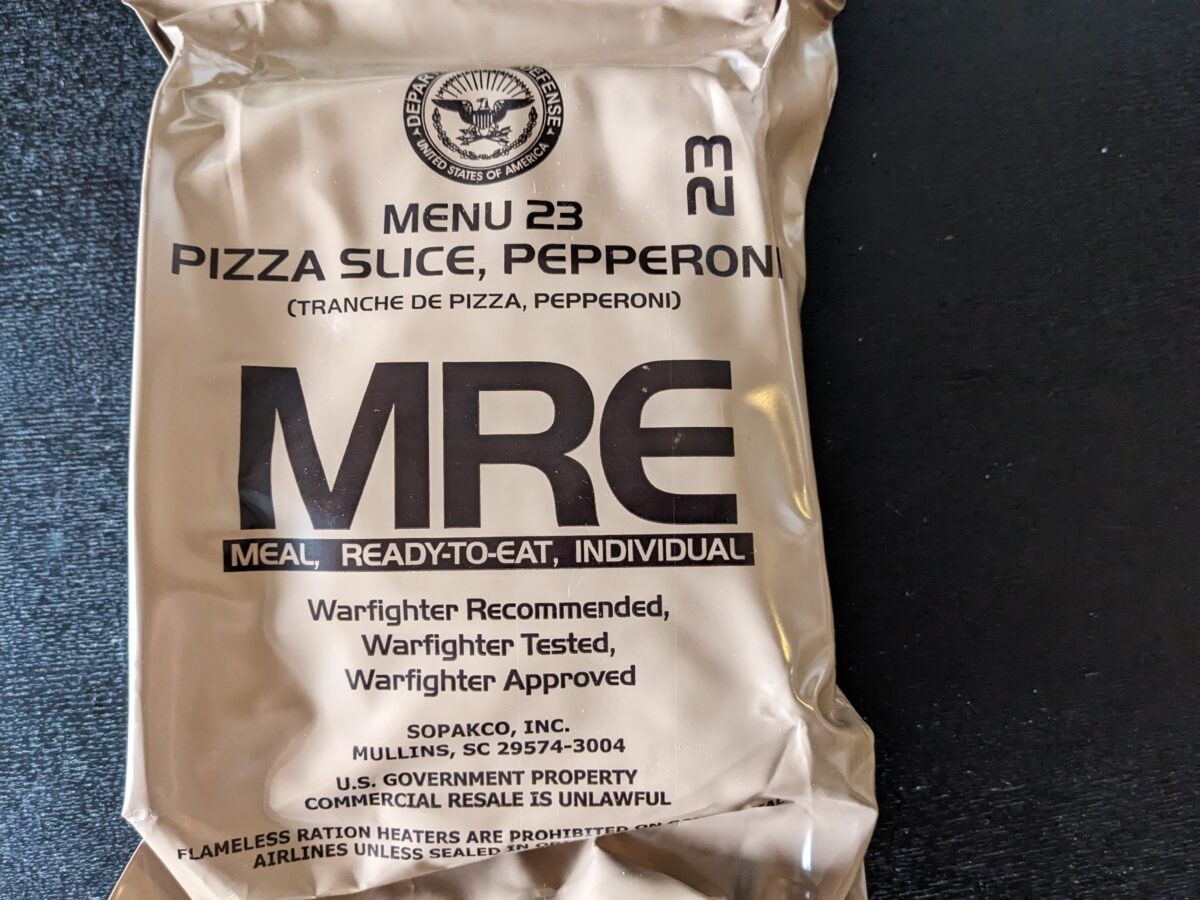 DEPAR DEFENSE
UNITED STATES OF AMERICA
23
MENU 23
PIZZA SLICE, PEPPERONI
(TRANCHE DE PIZZA, PEPPERONI)
MRE
MEAL, READY-TO-EAT, INDIVIDUAL
Warfighter Recommended,
Warfighter Tested,
Warfighter Approved
SOPAKCO, INC.
MULLINS, SC 29574-3004
U.S. GOVERNMENT PROPERTY
COMMERCIAL RESALE IS UNLAWFUL
FLAMELESS RATION HEATERS ARE PROHIBITED ON
AIRLINES UNLESS SEALED IN